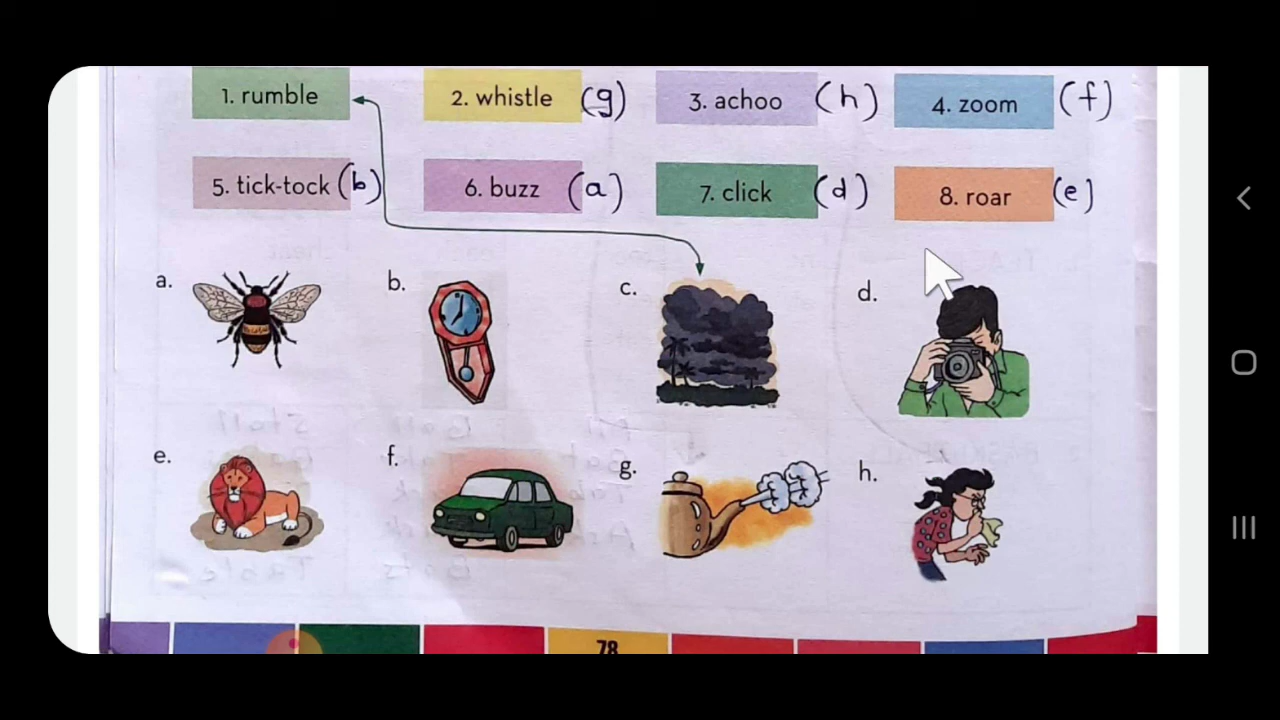 1. rumble 2. whistle (g) 3. achoo (h) 4. zoom (f)
5. tick-tock (b) 6. buzz (a) 7. click (d) 8. roar (e)
a. b. c. d.
e. f. g. h.
78